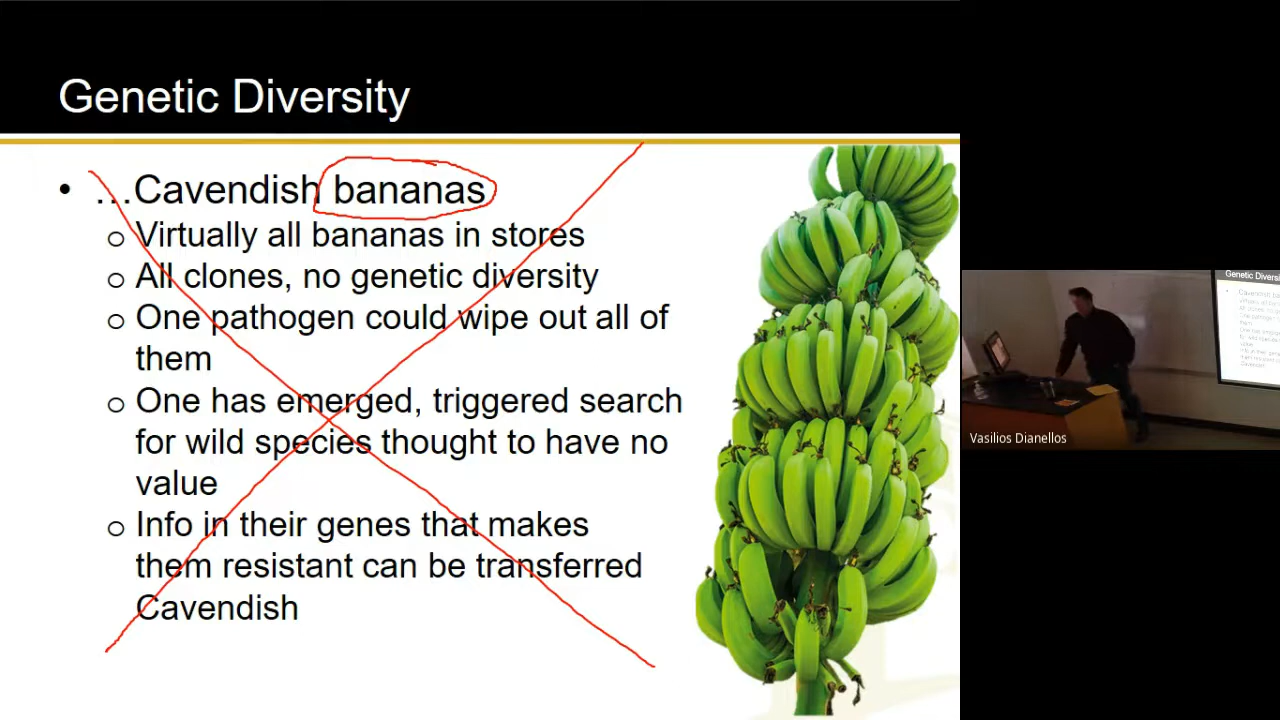 Genetic Diversity
• …Cavendish bananas
o Virtually all bananas in stores
o All clones, no genetic diversity
o One pathogen could wipe out all of
them
o One has emerged, triggered search
for wild species thought to have no
value
o Info in their genes that makes
them resistant can be transferred
Cavendish
Genetic Diversi
Vasilios Dianellos